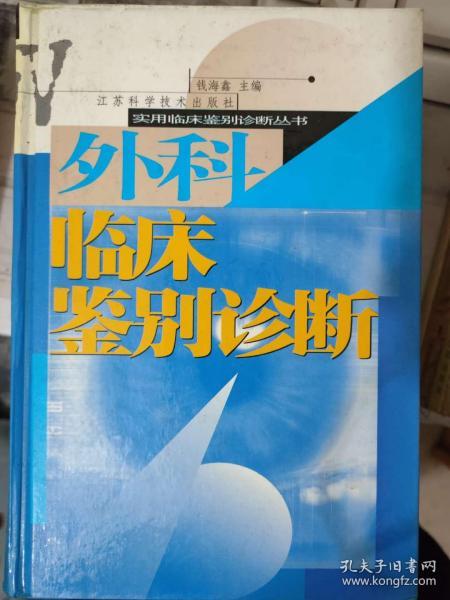 钱海鑫 主编
江苏科学技术出版社
实用临床鉴别诊断丛书
外科
临床
鉴别诊断
孔夫子旧书网
www.kongfz.com